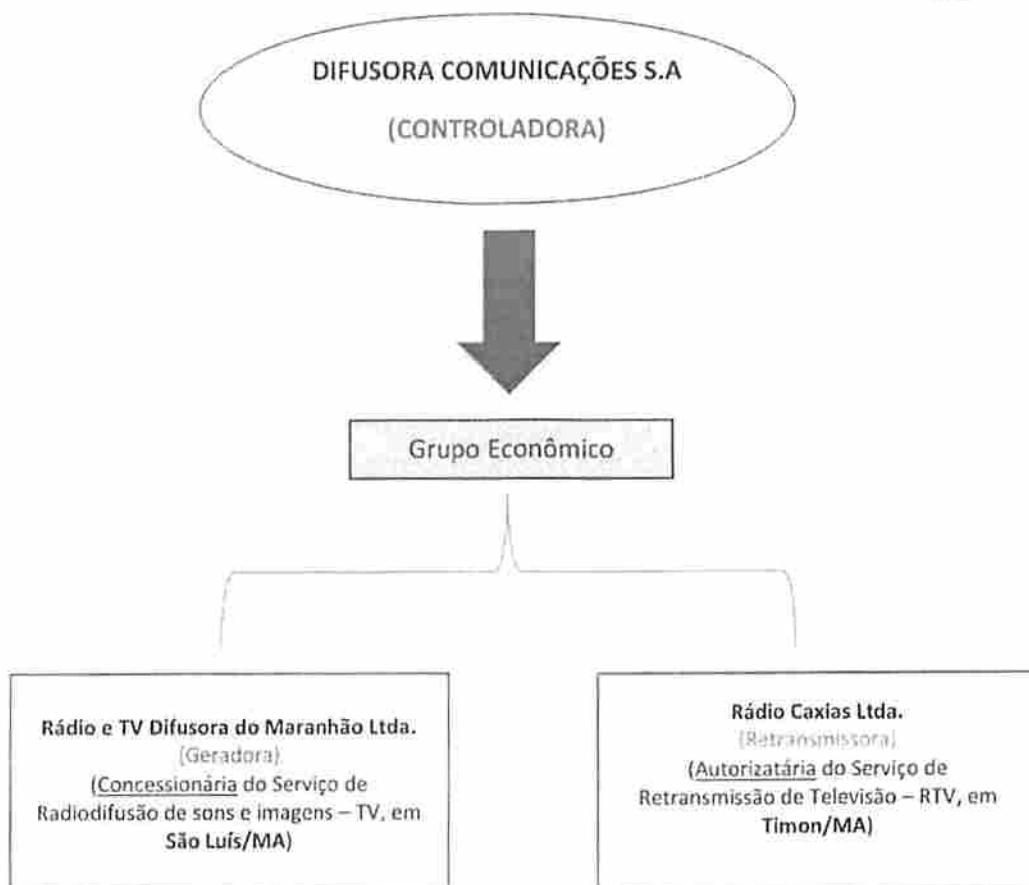 DIFUSORA COMUNICAÇÕES S.A
(CONTROLADORA)
Grupo Econômico
Rádio e TV Difusora do Maranhão Ltda.
(Geradora)
(Concessionária do Serviço de
Radiodifusão de sons e imagens – TV, em
São Luís/MA)
Rádio Caxias Ltda.
(Retransmissora)
(Autorizatária do Serviço de
Retransmissão de Televisão – RTV, em
Timon/MA)